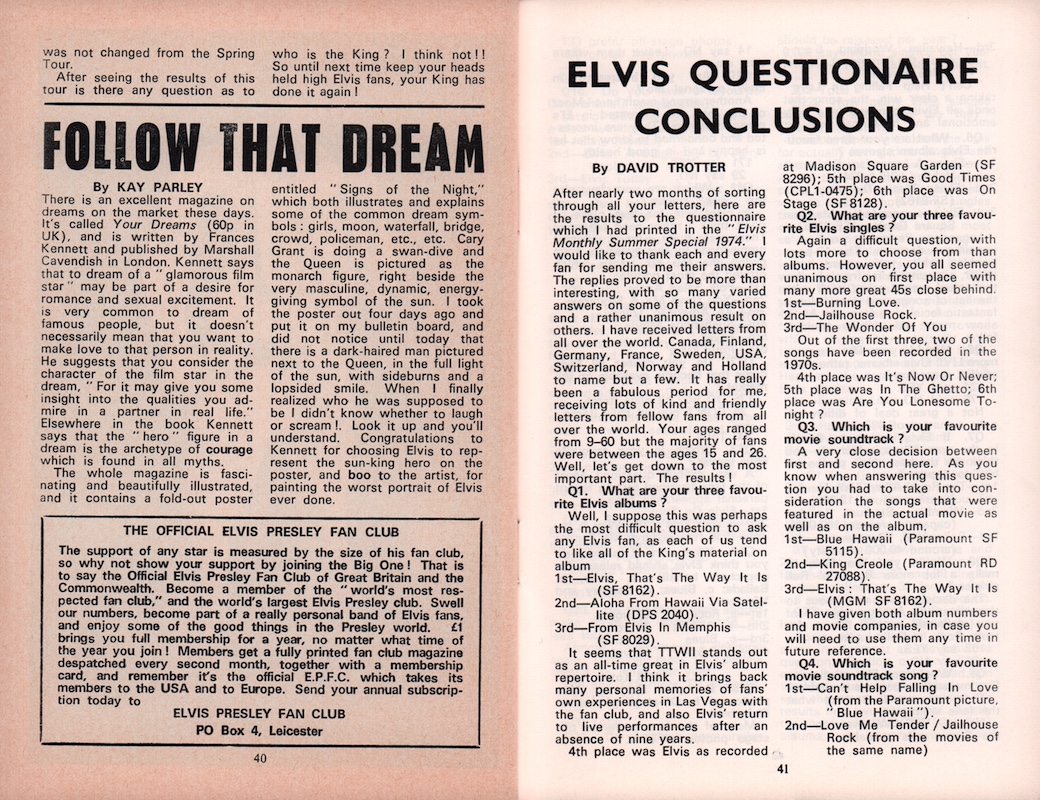 was not changed from the Spring
Tour.
After seeing the results of this
tour is there any question as to
who is the King? I think not!!
So until next time keep your heads
held high Elvis fans, your King has
done it again!
FOLLOW THAT DREAM
By KAY PARLEY
There is an excellent magazine on
dreams on the market these days.
It's called Your Dreams (60p in
UK), and is written by Frances
Kennett and published by Marshall
Cavendish in London. Kennett says
that to dream of a "glamorous film
star" may be part of a desire for
romance and sexual excitement. It
is very common to dream of
famous people, but it doesn't
necessarily mean that you want to
make love to that person in reality.
He suggests that you consider the
character of the film star in the
dream, "For it may give you some
insight into the qualities you ad-
mire in a partner in real life."
Elsewhere in the book Kennett
says that the "hero" figure in a
dream is the archetype of courage
which is found in all myths.
The whole magazine is fasci-
nating and beautifully illustrated,
and it contains a fold-out poster
entitled "Signs of the Night,"
which both illustrates and explains
some of the common dream sym-
bols: girls, moon, waterfall, bridge,
crowd, policeman, etc., etc. Cary
Grant is doing a swan-dive and
the Queen is pictured as the
monarch figure, right beside the
very masculine, dynamic, energy-
giving symbol of the sun. I took
the poster out four days ago and
put it on my bulletin board, and
did not notice until today that
there is a dark-haired man pictured
next to the Queen, in the full light
of the sun, with sideburns and a
lopsided smile. When I finally
realized who he was supposed to
be I didn't know whether to laugh
or scream!. Look it up and you'll
understand. Congratulations to
Kennett for choosing Elvis to rep-
resent the sun-king hero on the
poster, and boo to the artist, for
painting the worst portrait of Elvis
ever done.
THE OFFICIAL ELVIS PRESLEY FAN CLUB
The support of any star is measured by the size of his fan club,
so why not show your support by joining the Big One! That is
to say the Official Elvis Presley Fan Club of Great Britain and the
Commonwealth. Become a member of the "world's most res-
pected fan club," and the world's largest Elvis Presley club. Swell
our numbers, become part of a really personal band of Elvis fans,
and enjoy some of the good things in the Presley world. £1
brings you full membership for a year, no matter what time of
the year you join! Members get a fully printed fan club magazine
despatched every second month, together with a membership
card, and remember it's the official E.P.F.C. which takes its
members to the USA and to Europe. Send your annual subscrip-
tion today to
ELVIS PRESLEY FAN CLUB
PO Box 4, Leicester
40
ELVIS QUESTIONAIRE
CONCLUSIONS
By DAVID TROTTER
After nearly two months of sorting
through all your letters, here are
the results to the questionnaire
which I had printed in the "Elvis
Monthly Summer Special 1974." I
would like to thank each and every
fan for sending me their answers.
The replies proved to be more than
interesting, with so many varied
answers on some of the questions
and a rather unanimous result on
others. I have received letters from
all over the world. Canada, Finland,
Germany, France, Sweden, USA,
Switzerland, Norway and Holland
to name but a few. It has really
been a fabulous period for me,
receiving lots of kind and friendly
letters from fellow fans from all
over the world. Your ages ranged
from 9–60 but the majority of fans
were between the ages 15 and 26.
Well, let's get down to the most
important part. The results!
Q1. What are your three favou-
rite Elvis albums?
Well, I suppose this was perhaps
the most difficult question to ask
any Elvis fan, as each of us tend
to like all of the King's material on
album
1st—Elvis, That's The Way It Is
(SF 8162).
2nd—Aloha From Hawaii Via Satel-
lite (DPS 2040).
3rd—From Elvis In Memphis
(SF 8029).
It seems that TTWII stands out
as an all-time great in Elvis' album
repertoire. I think it brings back
many personal memories of fans'
own experiences in Las Vegas with
the fan club, and also Elvis' return
to live performances after an
absence of nine years.
4th place was Elvis as recorded
at Madison Square Garden (SF
8296); 5th place was Good Times
(CPL1-0475); 6th place was On
Stage (SF 8128).
Q2. What are your three favou-
rite Elvis singles?
Again a difficult question, with
lots more to choose from than
albums. However, you all seemed
unanimous on first place with
many more great 45s close behind.
1st—Burning Love.
2nd—Jailhouse Rock.
3rd—The Wonder Of You
Out of the first three, two of the
songs have been recorded in the
1970s.
4th place was It's Now Or Never;
5th place was In The Ghetto; 6th
place was Are You Lonesome To-
night?
Q3. Which is your favourite
movie soundtrack?
A very close decision between
first and second here. As you
know when answering this ques-
tion you had to take into con-
sideration the songs that were
featured in the actual movie as
well as on the album.
1st—Blue Hawaii (Paramount SF
5115).
2nd—King Creole (Paramount RD
27088).
3rd—Elvis: That's The Way It Is
(MGM SF 8162).
I have given both album numbers
and movie companies, in case you
will need to use them any time in
future reference.
Q4. Which is your favourite
movie soundtrack song?
1st—Can't Help Falling In Love
(from the Paramount picture,
"Blue Hawaii").
2nd—Love Me Tender / Jailhouse
Rock (from the movies of
the same name)
41